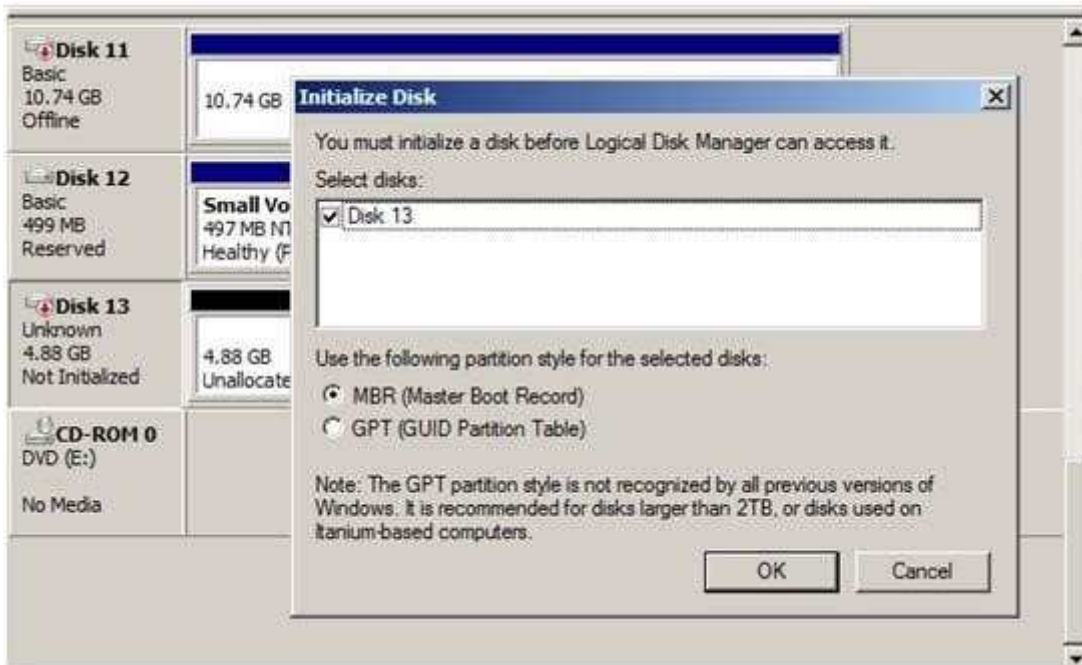 Disk 11
Basic
10.74 GB
Offline
10.74 GB
Disk 12
Basic
499 MB
Reserved
Small Vo
497 MB NT
Healthy (P
Disk 13
Unknown
4.88 GB
Not Initialized
4.88 GB
Unallocate
CD-ROM 0
DVD (E:)
No Media
Initialize Disk
You must initialize a disk before Logical Disk Manager can access it.
Select disks:
Disk 13
Use the following partition style for the selected disks:
MBR (Master Boot Record)
GPT (GUID Partition Table)
Note: The GPT partition style is not recognized by all previous versions of
Windows. It is recommended for disks larger than 2TB, or disks used on
Itanium-based computers.
OK
Cancel